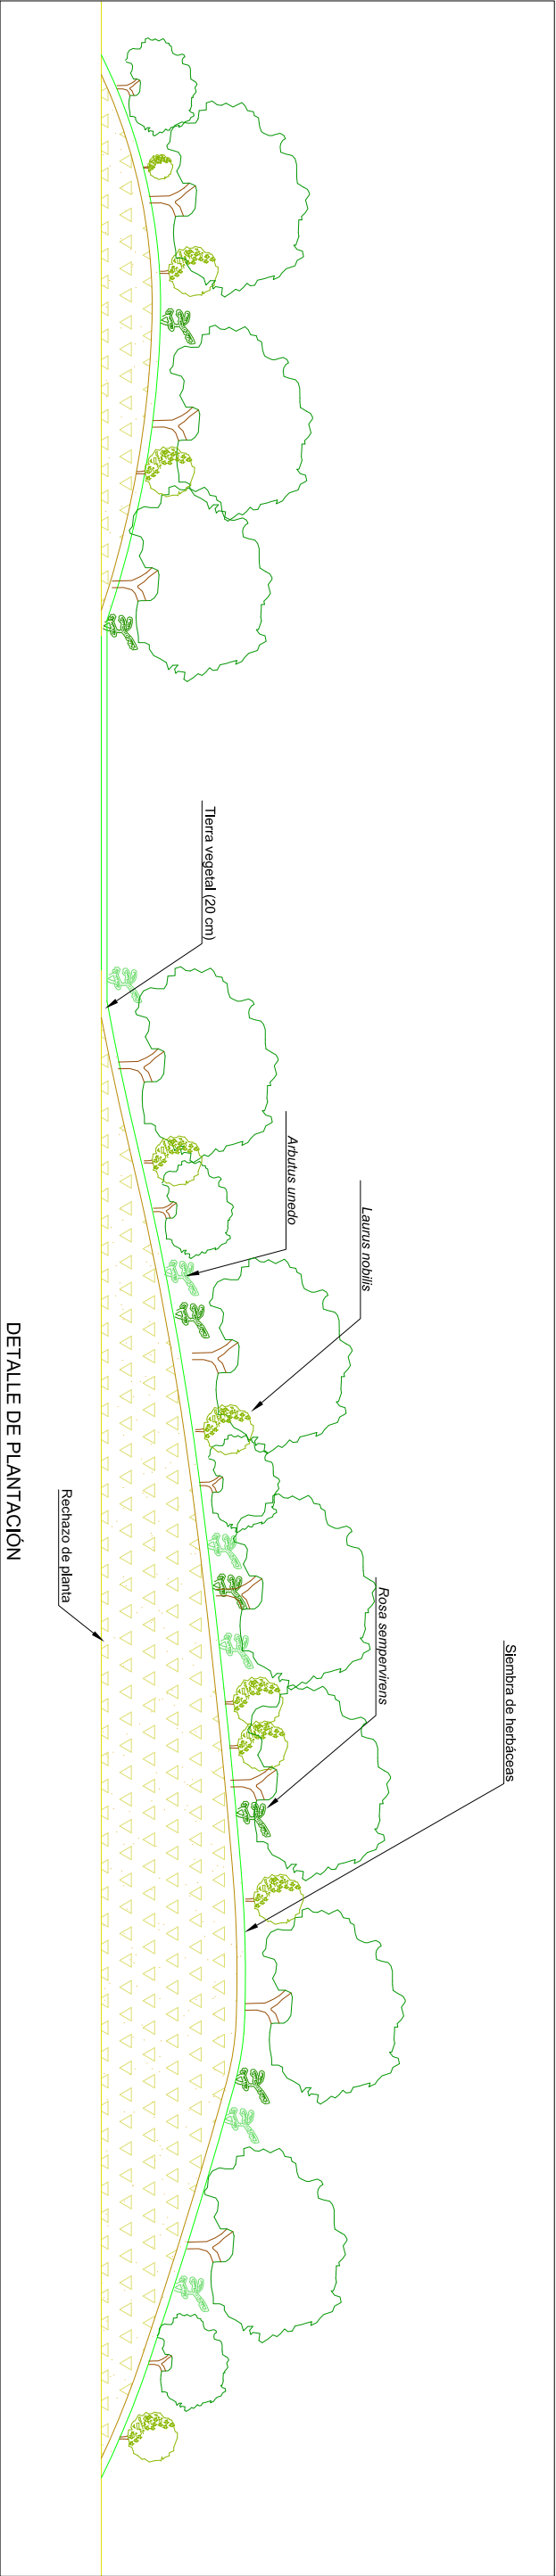 Siembra de herbáceas
Rosa sempervirens
Laurus nobilis
Arbutus unedo
Tierra vegetal (20 cm)
Rechazo de planta
DETALLE DE PLANTACIÓN